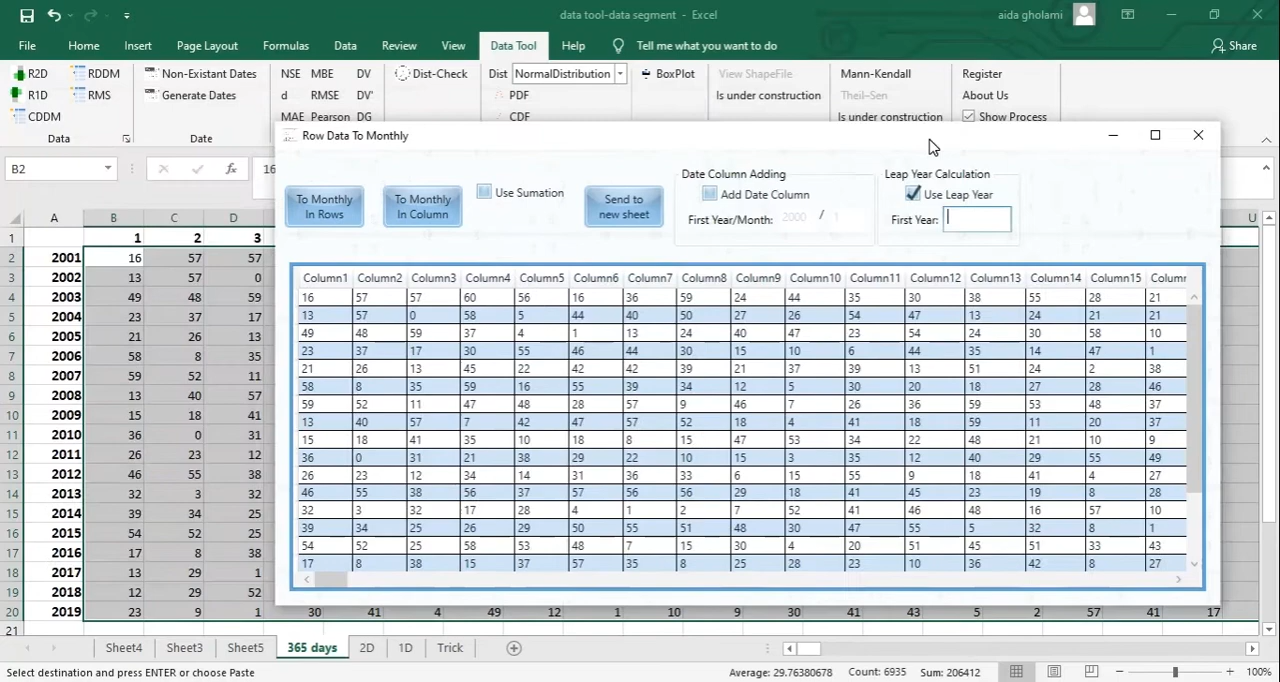 data tool-data segment - Excel
aida gholami
File Home Insert Page Layout Formulas Data Review View Data Tool Help Tell me what you want to do Share
R2D RDDM Non-Existant Dates NSE MBE DV Dist-Check Dist NormalDistribution BoxPlot View ShapeFile Mann-Kendall Register
R1D RMS Generate Dates d RMSE DV' PDF Is under construction Theil-Sen About Us
CDDM MAE Pearson DG CDF Is under construction Show Process
Data Date
Row Data To Monthly
B2 fx 16
To Monthly In Rows
To Monthly In Column
Use Sumation
Send to new sheet
Date Column Adding
Add Date Column
First Year/Month: 2000 / 1
Leap Year Calculation
Use Leap Year
First Year:
A B C D U
1 1 2 3
2 2001 16 57 57
3 2002 13 57 0
4 2003 49 48 59
5 2004 23 37 17
6 2005 21 26 13
7 2006 58 8 35
8 2007 59 52 11
9 2008 13 40 57
10 2009 15 18 41
11 2010 36 0 31
12 2011 26 23 12
13 2012 46 55 38
14 2013 32 3 32
15 2014 39 34 25
16 2015 54 52 25
17 2016 17 8 38
18 2017 13 29 1
19 2018 12 29 52
20 2019 23 9 1 30 41 4 49 12 1 10 9 30 41 43 5 2 57 41 17
21
Column1 Column2 Column3 Column4 Column5 Column6 Column7 Column8 Column9 Column10 Column11 Column12 Column13 Column14 Column15
16 57 57 60 56 16 36 59 24 44 35 30 38 55 28 21
13 57 0 58 5 44 40 50 27 26 54 47 13 24 21 21
49 48 59 37 4 1 13 24 40 47 23 54 24 30 58 10
23 37 17 30 55 46 44 30 15 10 6 44 35 14 47 1
21 26 13 45 22 42 42 39 21 37 39 13 51 24 2 38
58 8 35 59 16 55 39 34 12 5 30 20 18 27 28 46
59 52 11 47 48 28 57 9 46 7 26 36 59 53 48 37
13 40 57 7 42 47 57 52 18 4 41 18 59 11 20 37
15 18 41 35 10 18 8 15 47 53 34 22 48 21 10 9
36 0 31 21 38 29 22 10 15 3 35 12 40 29 55 49
26 23 12 34 14 31 36 33 6 15 55 9 18 41 4 27
46 55 38 56 37 57 56 56 29 18 41 45 23 19 8 28
32 3 32 17 28 4 1 2 7 52 41 46 48 16 57 10
39 34 25 26 29 50 55 51 48 30 47 55 5 32 8 1
54 52 25 58 53 48 7 15 30 4 20 51 45 51 33 43
17 8 38 15 37 57 35 8 25 28 23 10 36 42 8 27
Sheet4 Sheet3 Sheet5 365 days 2D 1D Trick
Select destination and press ENTER or choose Paste Average: 29.76380678 Count: 6935 Sum: 206412 100%